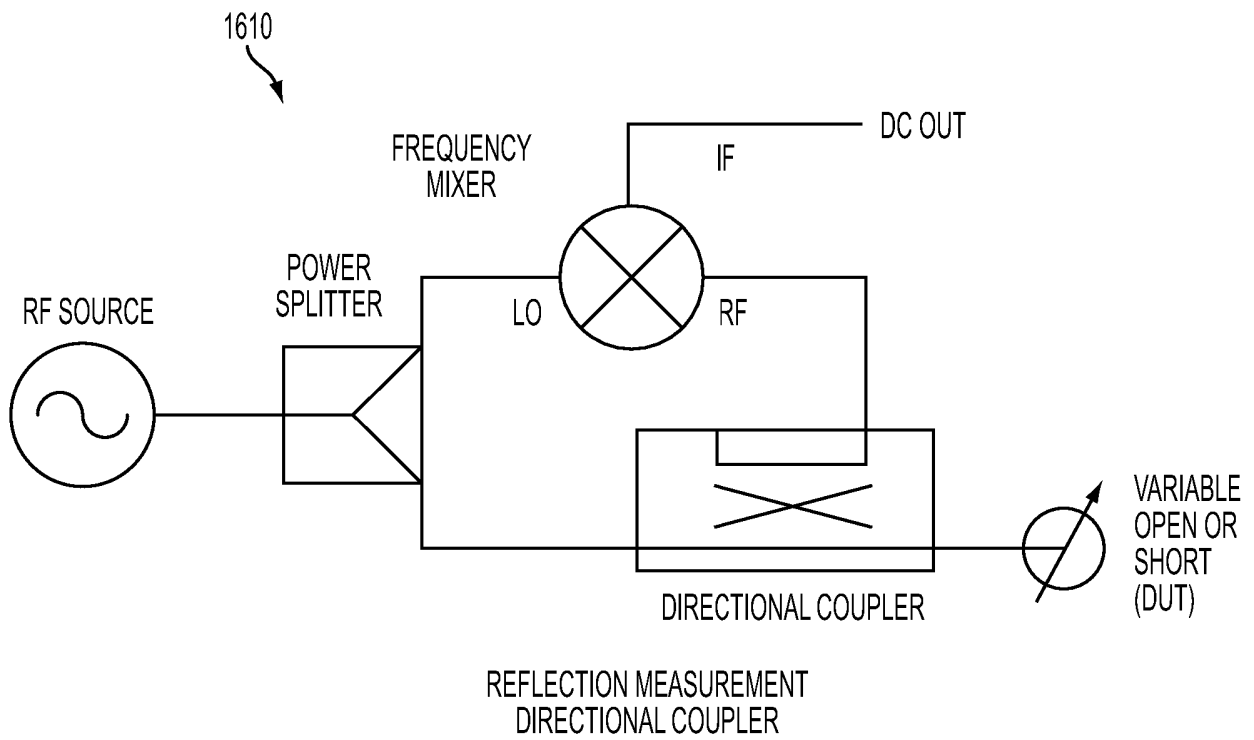 1610
DC OUT
FREQUENCY
MIXER
IF
POWER
SPLITTER
RF SOURCE
LO
RF
VARIABLE
OPEN OR
SHORT
(DUT)
DIRECTIONAL COUPLER
REFLECTION MEASUREMENT
DIRECTIONAL COUPLER